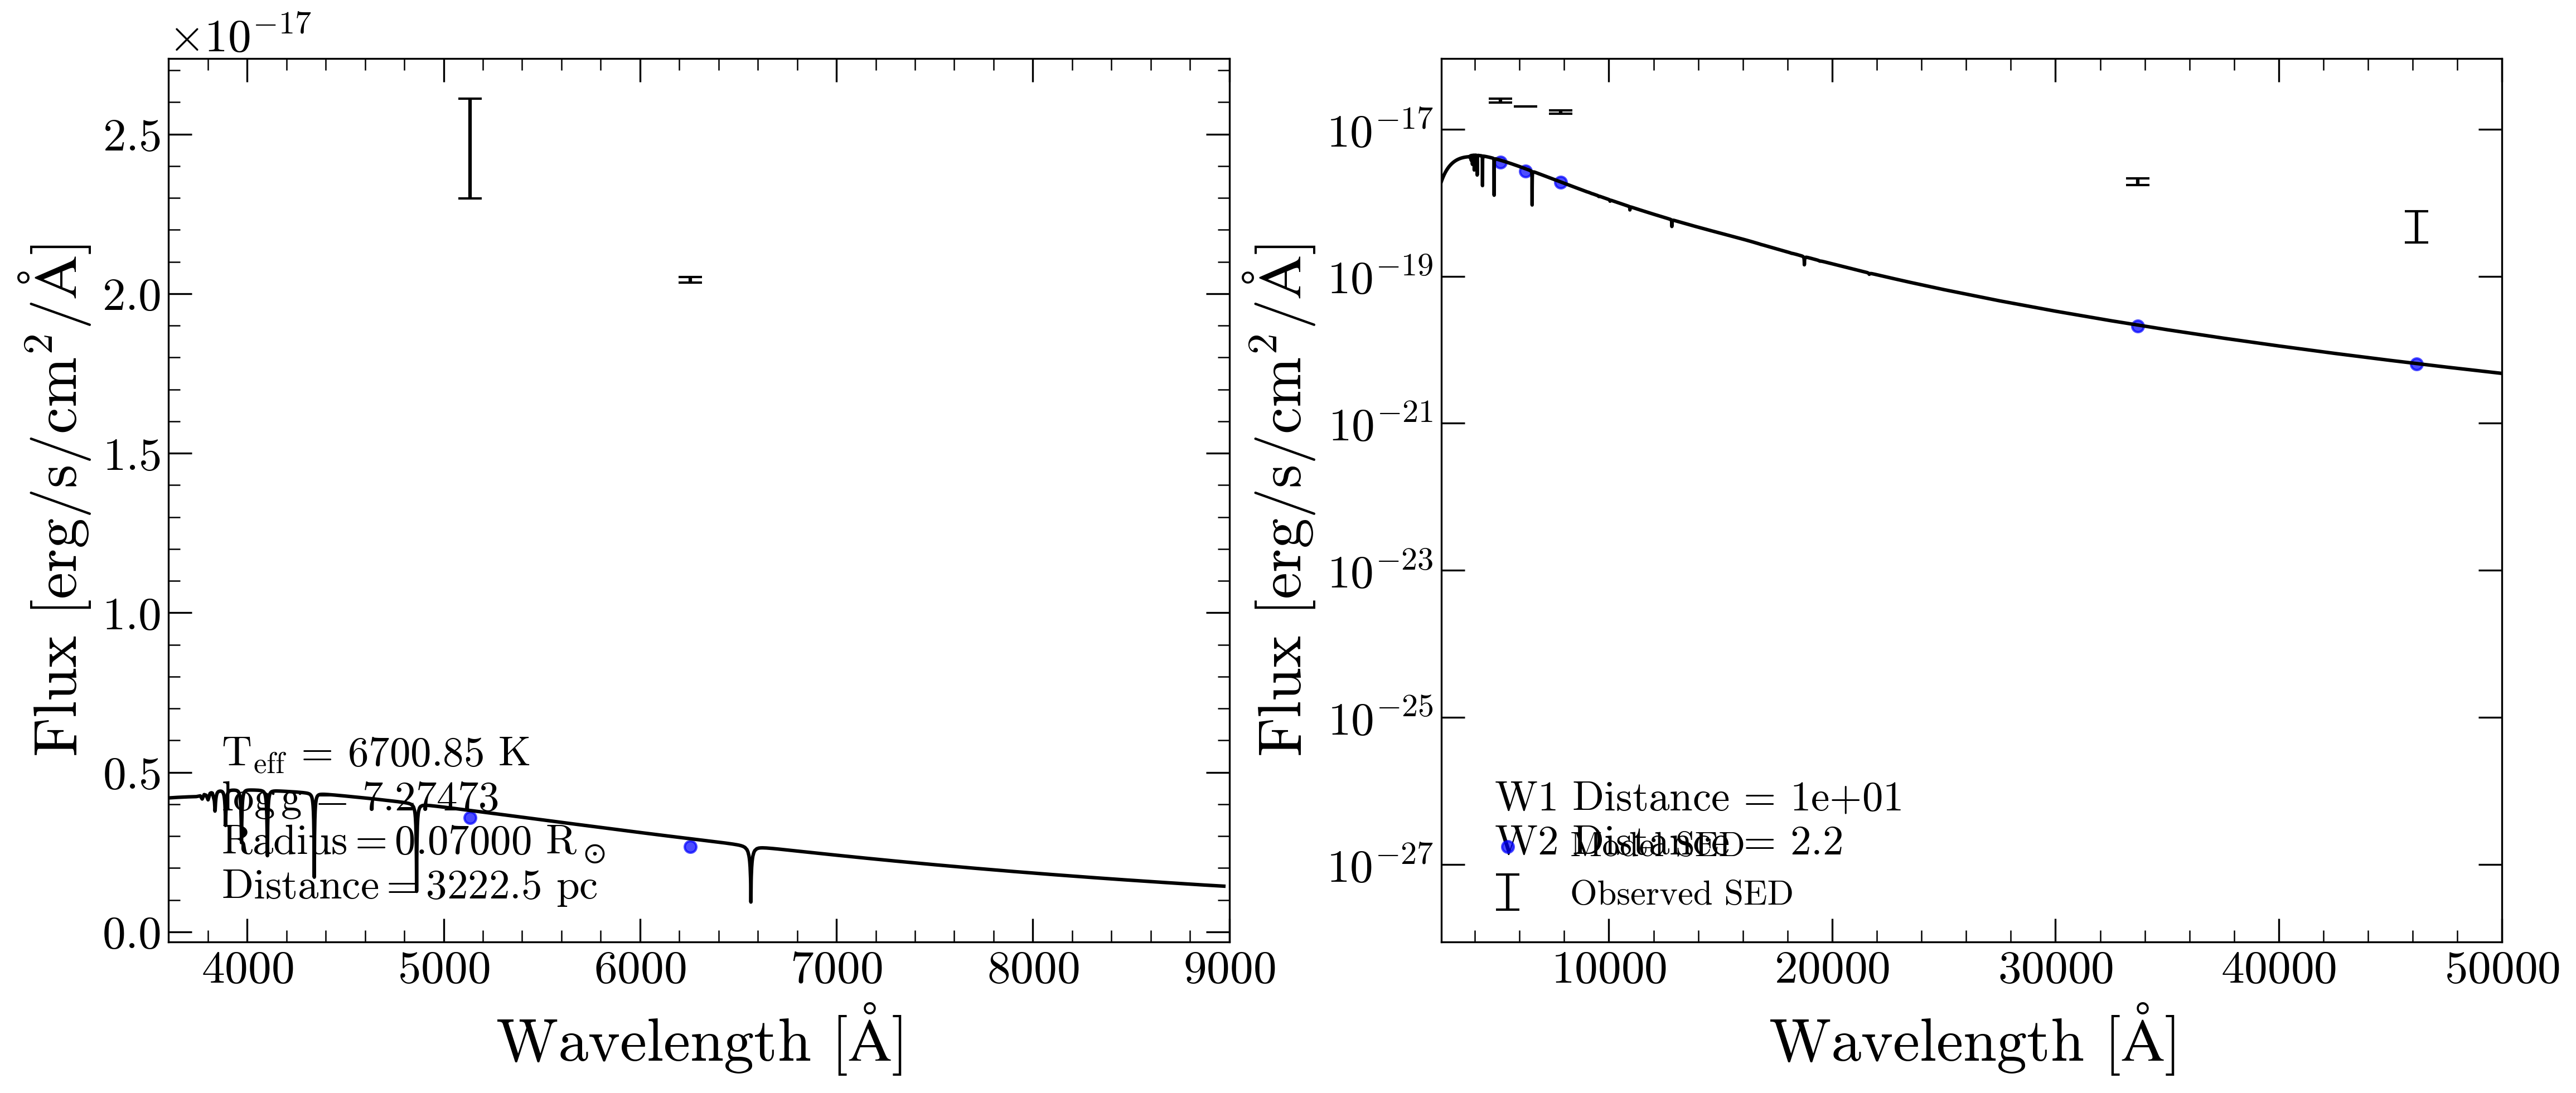 ×10⁻¹⁷
Flux [erg/s/cm²/Å]
2.5
2.0
1.5
1.0
0.5
0.0
T_eff = 6700.85 K
log g = 7.27473
Radius = 0.07000 R_⊙
Distance = 3222.5 pc
4000 5000 6000 7000 8000 9000
Wavelength [Å]
Flux [erg/s/cm²/Å]
10⁻¹⁷
10⁻¹⁹
10⁻²¹
10⁻²³
10⁻²⁵
10⁻²⁷
W1 Distance = 1e+01
W2 Distance = 2.2
Model SED
Observed SED
10000 20000 30000 40000 50000
Wavelength [Å]